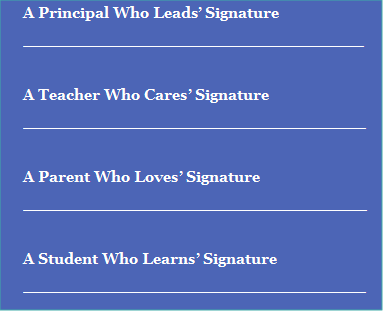 A Principal Who Leads’ Signature
A Teacher Who Cares’ Signature
A Parent Who Loves’ Signature
A Student Who Learns’ Signature